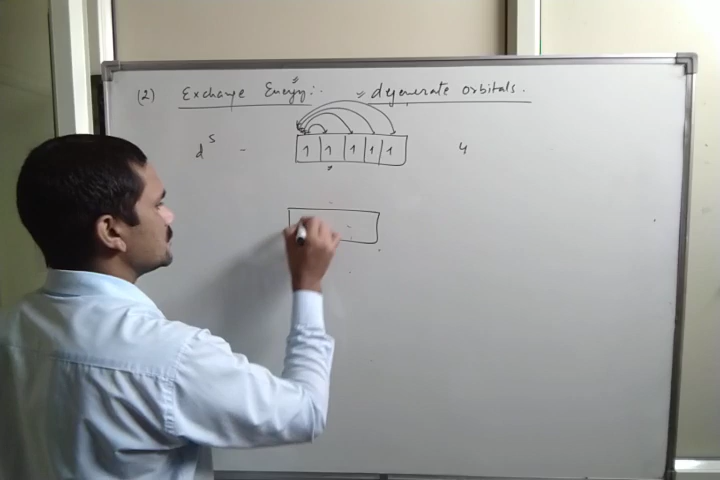 (2) Exchange Energy :. = degenerate orbitals.
d5 - 1 1 1 1 1 4